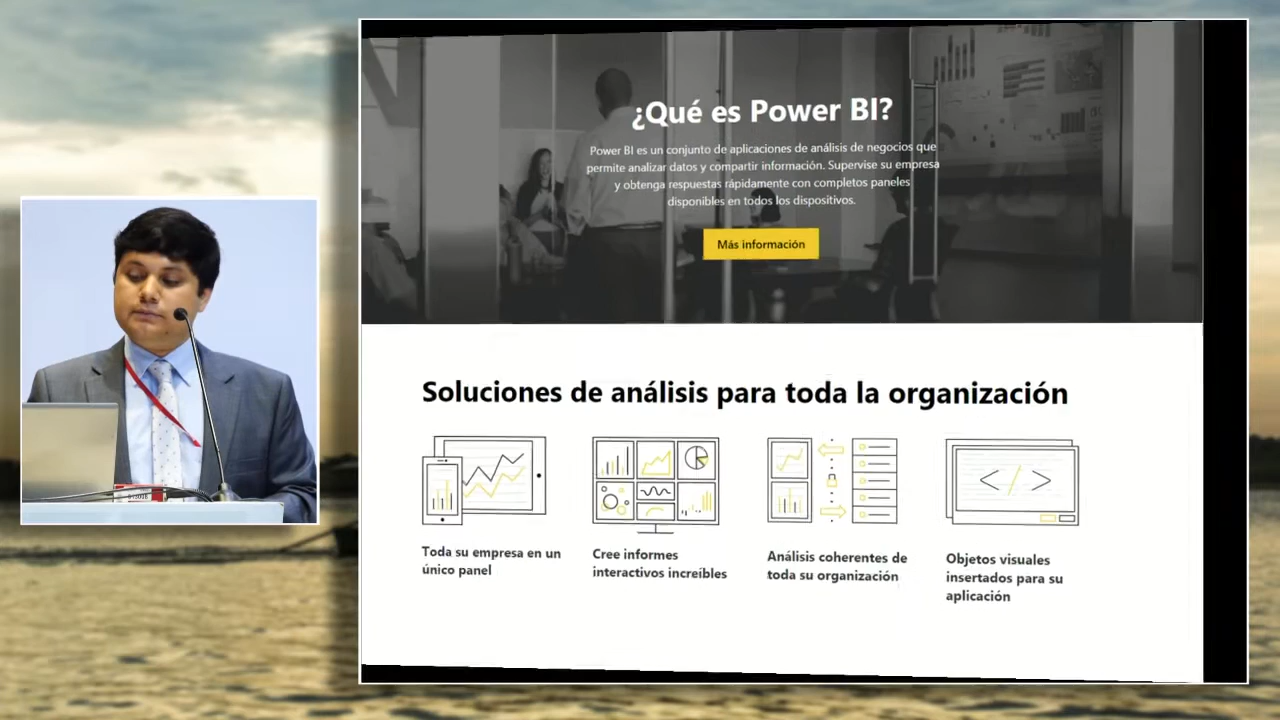 ¿Qué es Power BI?
Power BI es un conjunto de aplicaciones de análisis de negocios que
permite analizar datos y compartir información. Supervise su empresa
y obtenga respuestas rápidamente con completos paneles
disponibles en todos los dispositivos.
Más información
Soluciones de análisis para toda la organización
Toda su empresa en un
único panel
Cree informes
interactivos increíbles
Análisis coherentes de
toda su organización
Objetos visuales
insertados para su
aplicación